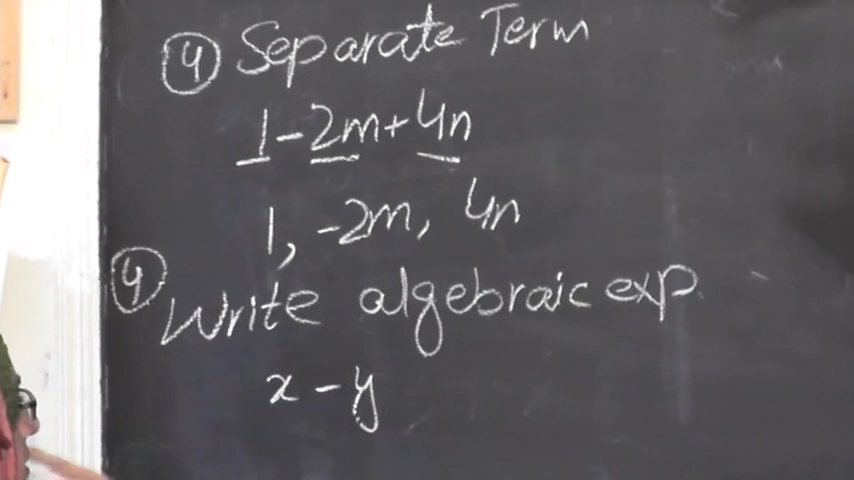 ④ Separate Term
1-2m+4n
1, -2m, 4n
④ Write algebraic exp.
x-y